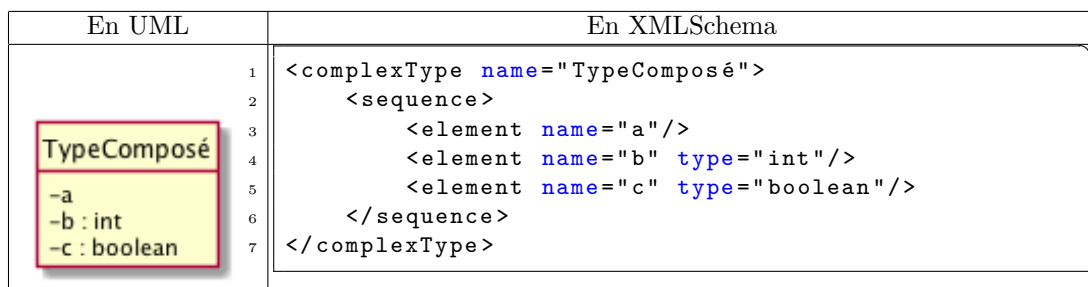 En UML
En XMLSchema
TypeComposé
-a
-b : int
-c : boolean
1 <complexType name="TypeComposé">
2 <sequence>
3 <element name="a"/>
4 <element name="b" type="int"/>
5 <element name="c" type="boolean"/>
6 </sequence>
7 </complexType>